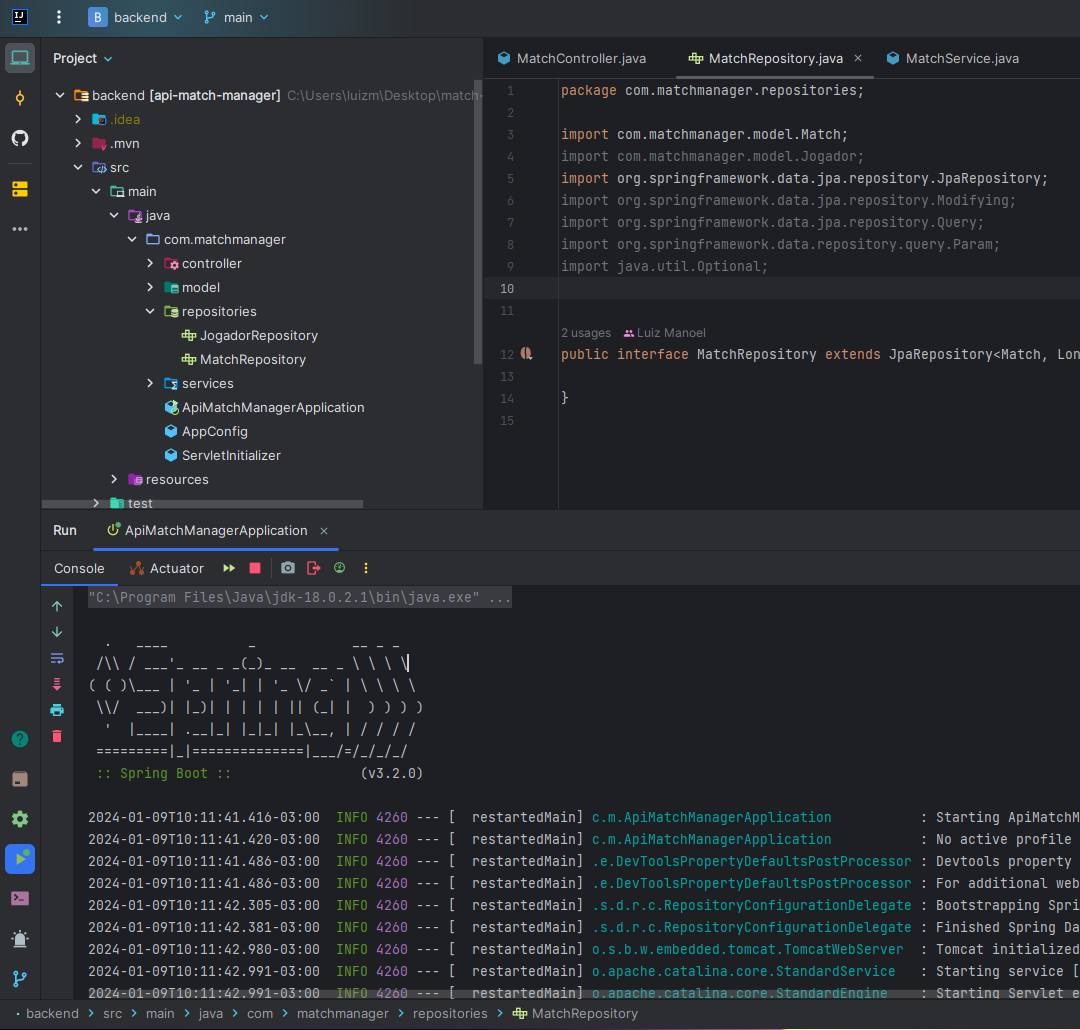 B backend main
Project
MatchController.java MatchRepository.java MatchService.java
backend [api-match-manager] C:\Users\luizm\Desktop\match-
.idea
.mvn
src
main
java
com.matchmanager
controller
model
repositories
JogadorRepository
MatchRepository
services
ApiMatchManagerApplication
AppConfig
ServletInitializer
resources
test
1 package com.matchmanager.repositories;
2
3 import com.matchmanager.model.Match;
4 import com.matchmanager.model.Jogador;
5 import org.springframework.data.jpa.repository.JpaRepository;
6 import org.springframework.data.jpa.repository.Modifying;
7 import org.springframework.data.jpa.repository.Query;
8 import org.springframework.data.repository.query.Param;
9 import java.util.Optional;
10
11
2 usages Luiz Manoel
12 public interface MatchRepository extends JpaRepository<Match, Lon
13
14 }
15
Run ApiMatchManagerApplication
Console Actuator
"C:\Program Files\Java\jdk-18.0.2.1\bin\java.exe" ...
  .   ____          _            __ _ _
 /\\ / ___'_ __ _ _(_)_ __  __ _ \ \ \ \
( ( )\___ | '_ | '_| | '_ \/ _` | \ \ \ \
 \\/  ___)| |_)| | | | | || (_| |  ) ) ) )
  '  |____| .__|_| |_|_| |_\__, | / / / /
 =========|_|==============|___/=/_/_/_/
 :: Spring Boot ::                (v3.2.0)
2024-01-09T10:11:41.416-03:00  INFO 4260 --- [  restartedMain] c.m.ApiMatchManagerApplication           : Starting ApiMatchM
2024-01-09T10:11:41.420-03:00  INFO 4260 --- [  restartedMain] c.m.ApiMatchManagerApplication           : No active profile
2024-01-09T10:11:41.486-03:00  INFO 4260 --- [  restartedMain] .e.DevToolsPropertyDefaultsPostProcessor : Devtools property
2024-01-09T10:11:41.486-03:00  INFO 4260 --- [  restartedMain] .e.DevToolsPropertyDefaultsPostProcessor : For additional web
2024-01-09T10:11:42.305-03:00  INFO 4260 --- [  restartedMain] .s.d.r.c.RepositoryConfigurationDelegate : Bootstrapping Spri
2024-01-09T10:11:42.381-03:00  INFO 4260 --- [  restartedMain] .s.d.r.c.RepositoryConfigurationDelegate : Finished Spring Da
2024-01-09T10:11:42.980-03:00  INFO 4260 --- [  restartedMain] o.s.b.w.embedded.tomcat.TomcatWebServer  : Tomcat initialized
2024-01-09T10:11:42.991-03:00  INFO 4260 --- [  restartedMain] o.apache.catalina.core.StandardService   : Starting service [
2024-01-09T10:11:42.991-03:00  INFO 4260 --- [  restartedMain] o.apache.catalina.core.StandardEngine    : Starting Servlet e
backend > src > main > java > com > matchmanager > repositories > MatchRepository